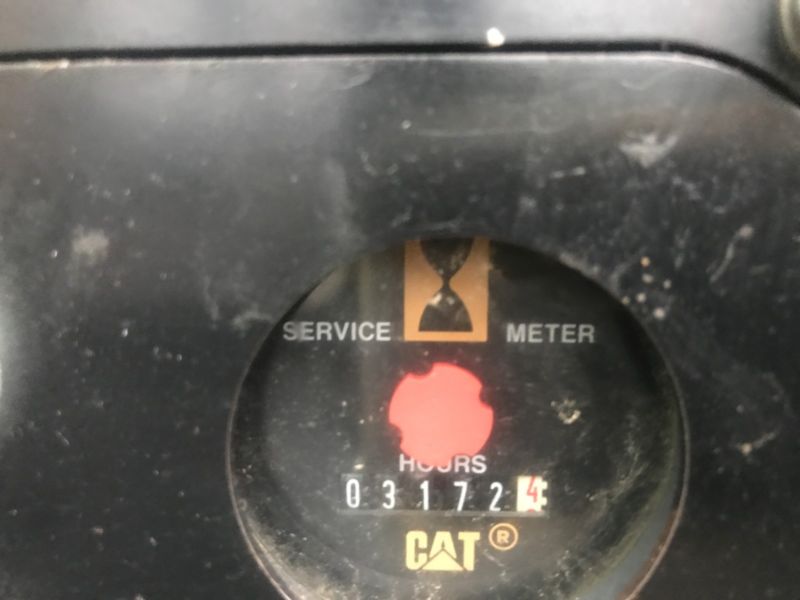 SERVICE METER
HOURS
031724
CAT ®